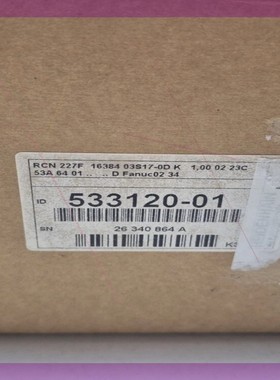 RCN 227F 16384 03S17-0D K 1,00 02 23C
53A 64 01 .. .. D Fanuc02 34
ID 533120-01
SN 26 340 864 A